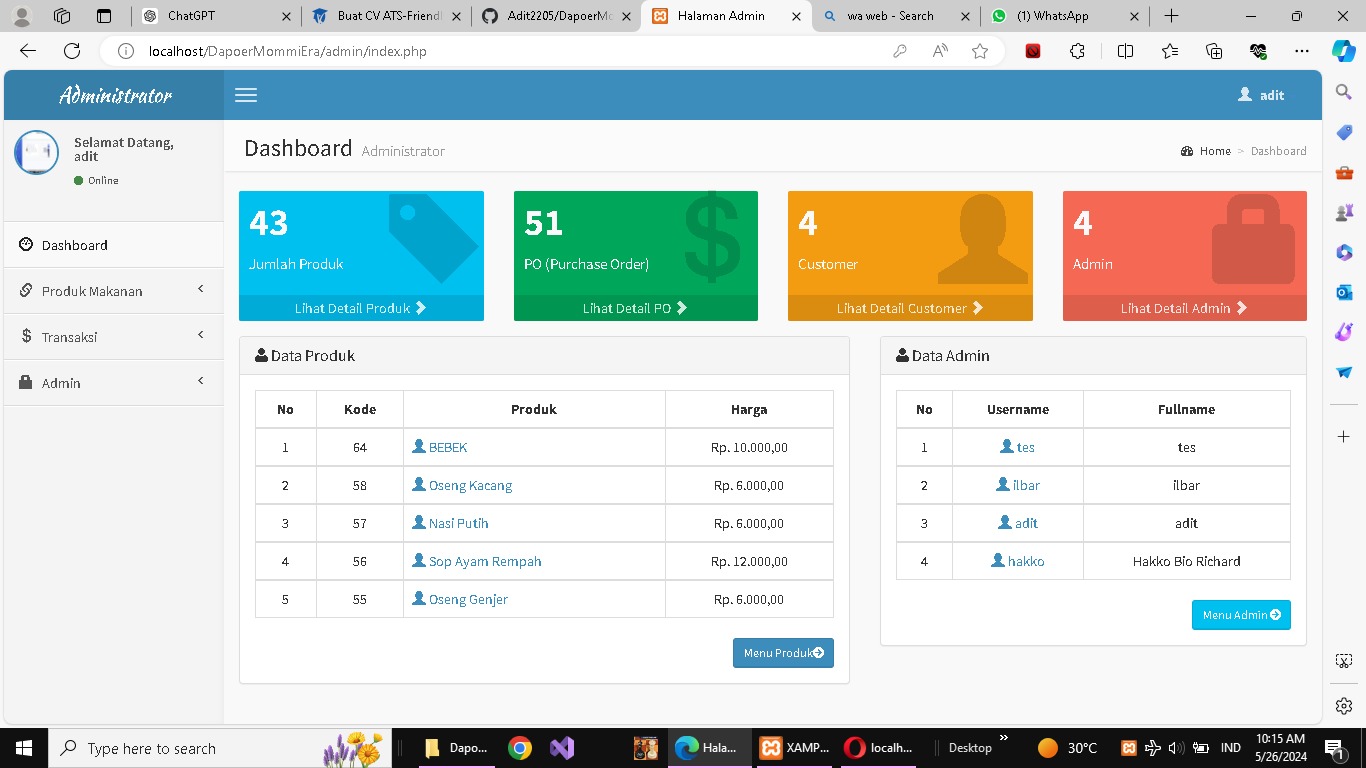 ChatGPT
Buat CV ATS-Friendl
Adit2205/DapoerMo
Halaman Admin
wa web - Search
(1) WhatsApp
localhost/DapoerMommiEra/admin/index.php
Administrator
adit
Selamat Datang,
adit
Online
Dashboard Administrator
Home > Dashboard
Dashboard
Produk Makanan
Transaksi
Admin
43
Jumlah Produk
Lihat Detail Produk
51
PO (Purchase Order)
Lihat Detail PO
4
Customer
Lihat Detail Customer
4
Admin
Lihat Detail Admin
Data Produk
No Kode Produk Harga
1 64 BEBEK Rp. 10.000,00
2 58 Oseng Kacang Rp. 6.000,00
3 57 Nasi Putih Rp. 6.000,00
4 56 Sop Ayam Rempah Rp. 12.000,00
5 55 Oseng Genjer Rp. 6.000,00
Menu Produk
Data Admin
No Username Fullname
1 tes tes
2 ilbar ilbar
3 adit adit
4 hakko Hakko Bio Richard
Menu Admin
Type here to search
Dapo...
Hala...
XAMP...
localh...
Desktop
30°C
IND
10:15 AM
5/26/2024
1